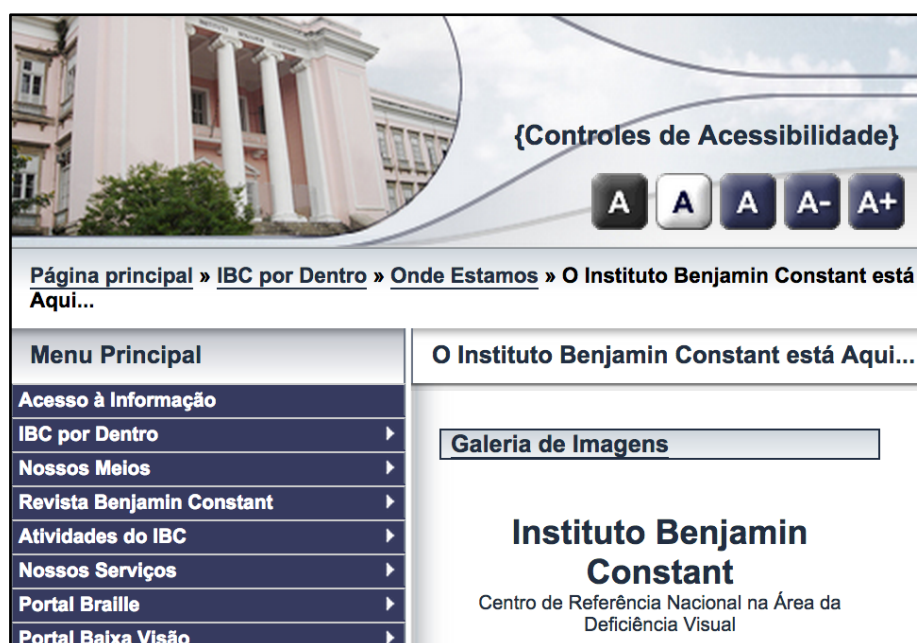 {Controles de Acessibilidade}
A A A A- A+
Página principal » IBC por Dentro » Onde Estamos » O Instituto Benjamin Constant está
Aqui...
Menu Principal
Acesso à Informação
IBC por Dentro
Nossos Meios
Revista Benjamin Constant
Atividades do IBC
Nossos Serviços
Portal Braille
Portal Baixa Visão
O Instituto Benjamin Constant está Aqui...
Galeria de Imagens
Instituto Benjamin
Constant
Centro de Referência Nacional na Área da
Deficiência Visual